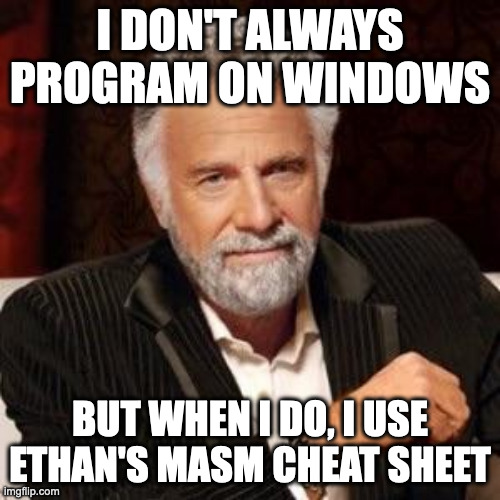 I DON'T ALWAYS
PROGRAM ON WINDOWS
BUT WHEN I DO, I USE
ETHAN'S MASM CHEAT SHEET
imgflip.com